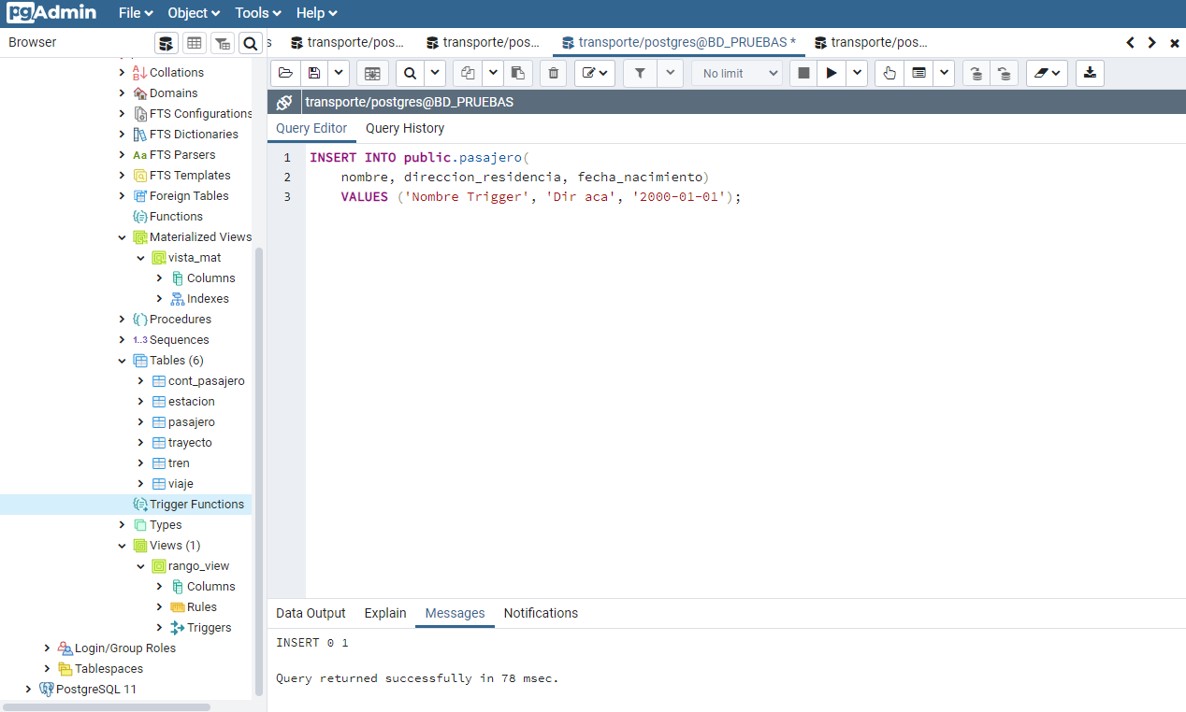 pgAdmin File Object Tools Help
Browser
s transporte/pos... transporte/pos... transporte/postgres@BD_PRUEBAS * transporte/pos...
No limit
transporte/postgres@BD_PRUEBAS
Query Editor Query History
Collations
Domains
FTS Configurations
FTS Dictionaries
Aa FTS Parsers
FTS Templates
Foreign Tables
Functions
Materialized Views
vista_mat
Columns
Indexes
Procedures
1..3 Sequences
Tables (6)
cont_pasajero
estacion
pasajero
trayecto
tren
viaje
Trigger Functions
Types
Views (1)
rango_view
Columns
Rules
Triggers
Login/Group Roles
Tablespaces
PostgreSQL 11
1 INSERT INTO public.pasajero(
2 nombre, direccion_residencia, fecha_nacimiento)
3 VALUES ('Nombre Trigger', 'Dir aca', '2000-01-01');
Data Output Explain Messages Notifications
INSERT 0 1
Query returned successfully in 78 msec.